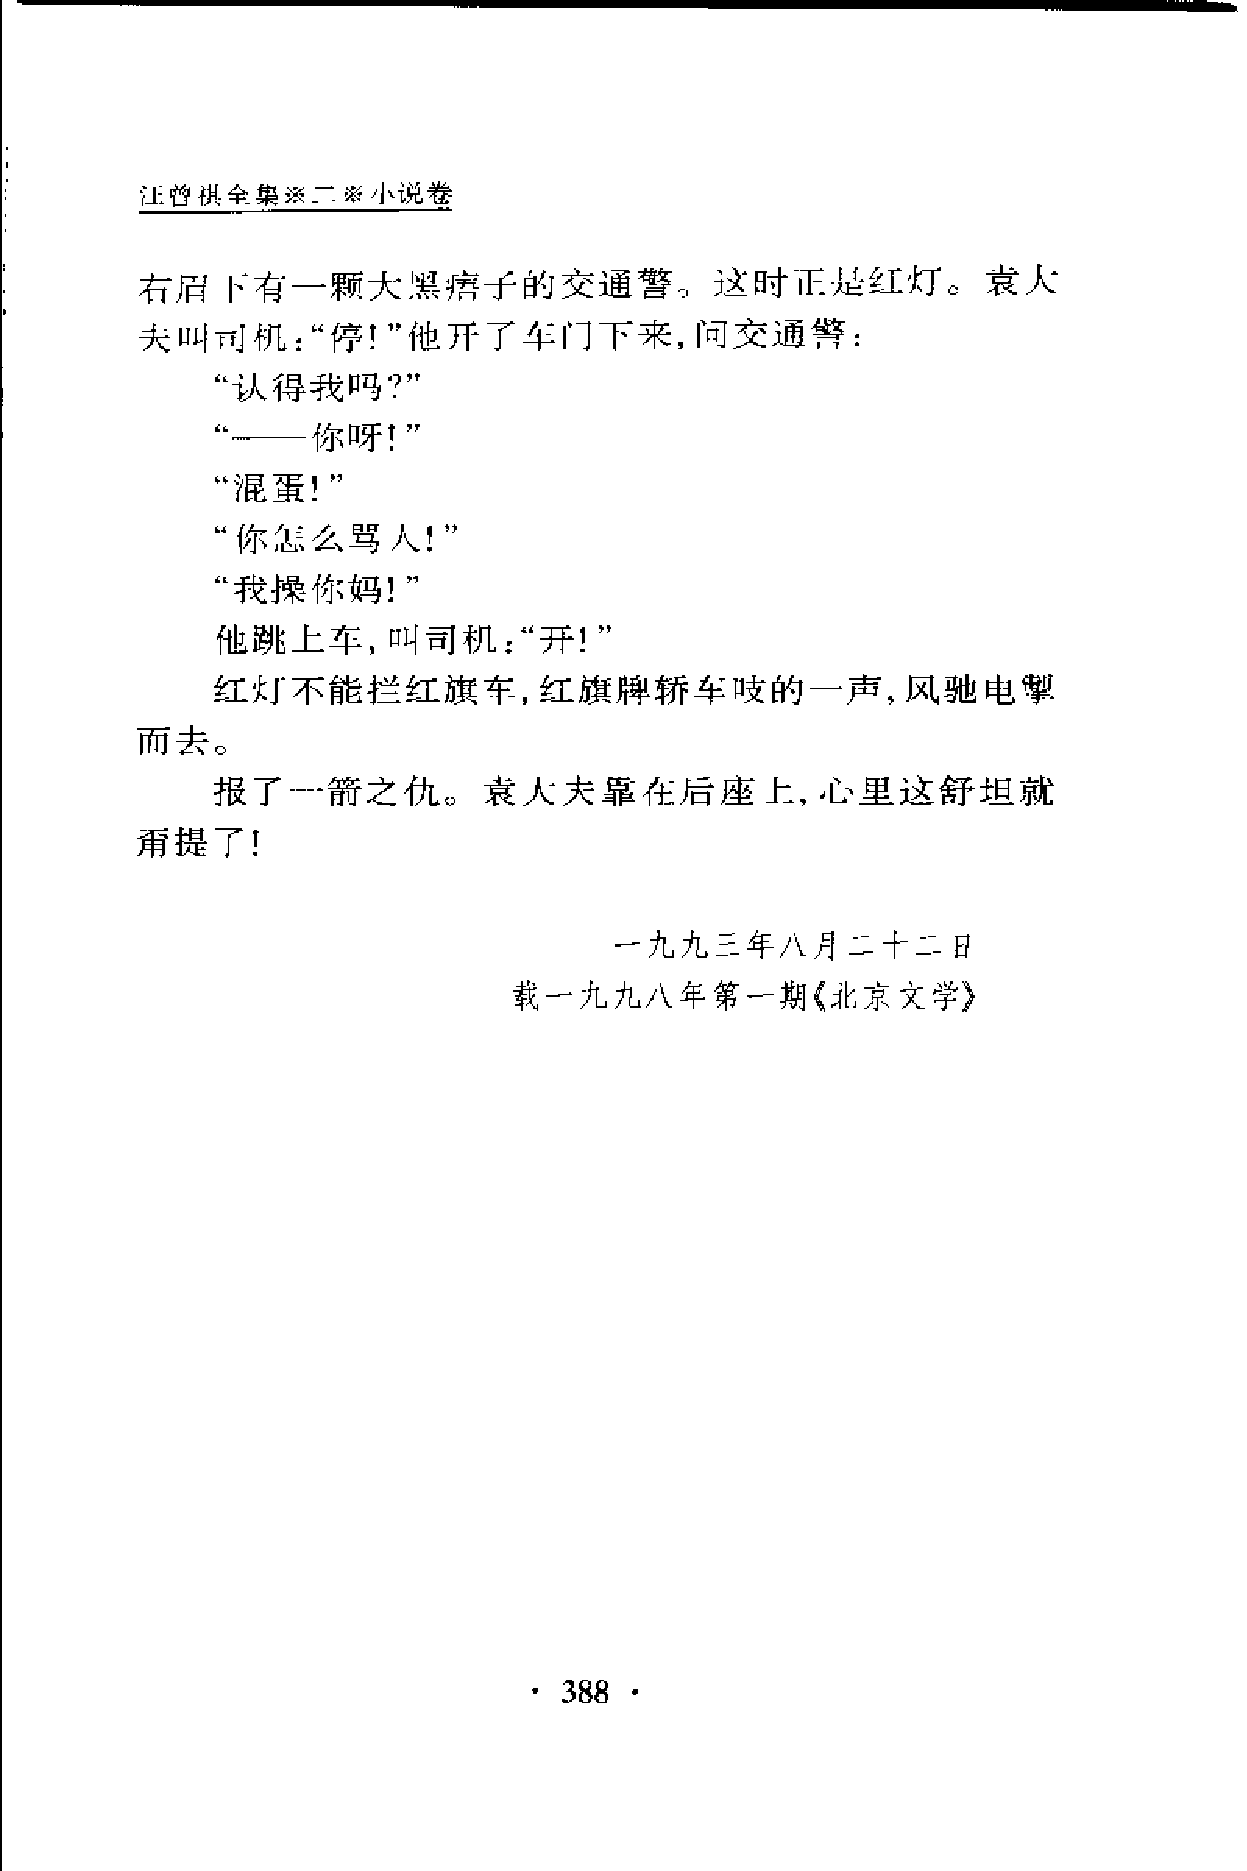 汪曾祺全集※二※小说卷
右眉下有一颗大黑痦子的交通警。这时正是红灯。袁大
夫叫司机:“停!”他开了车门下来,问交通警:
“认得我吗?”
“——你呀!”
“混蛋!”
“你怎么骂人!”
“我操你妈!”
他跳上车,叫司机:“开!”
红灯不能拦红旗车,红旗牌轿车吱的一声,风驰电掣
而去。
报了一箭之仇。袁大夫靠在后座上,心里这舒坦就
甭提了!
一九九三年八月二十二日
载一九九八年第一期《北京文学》
· 388 ·